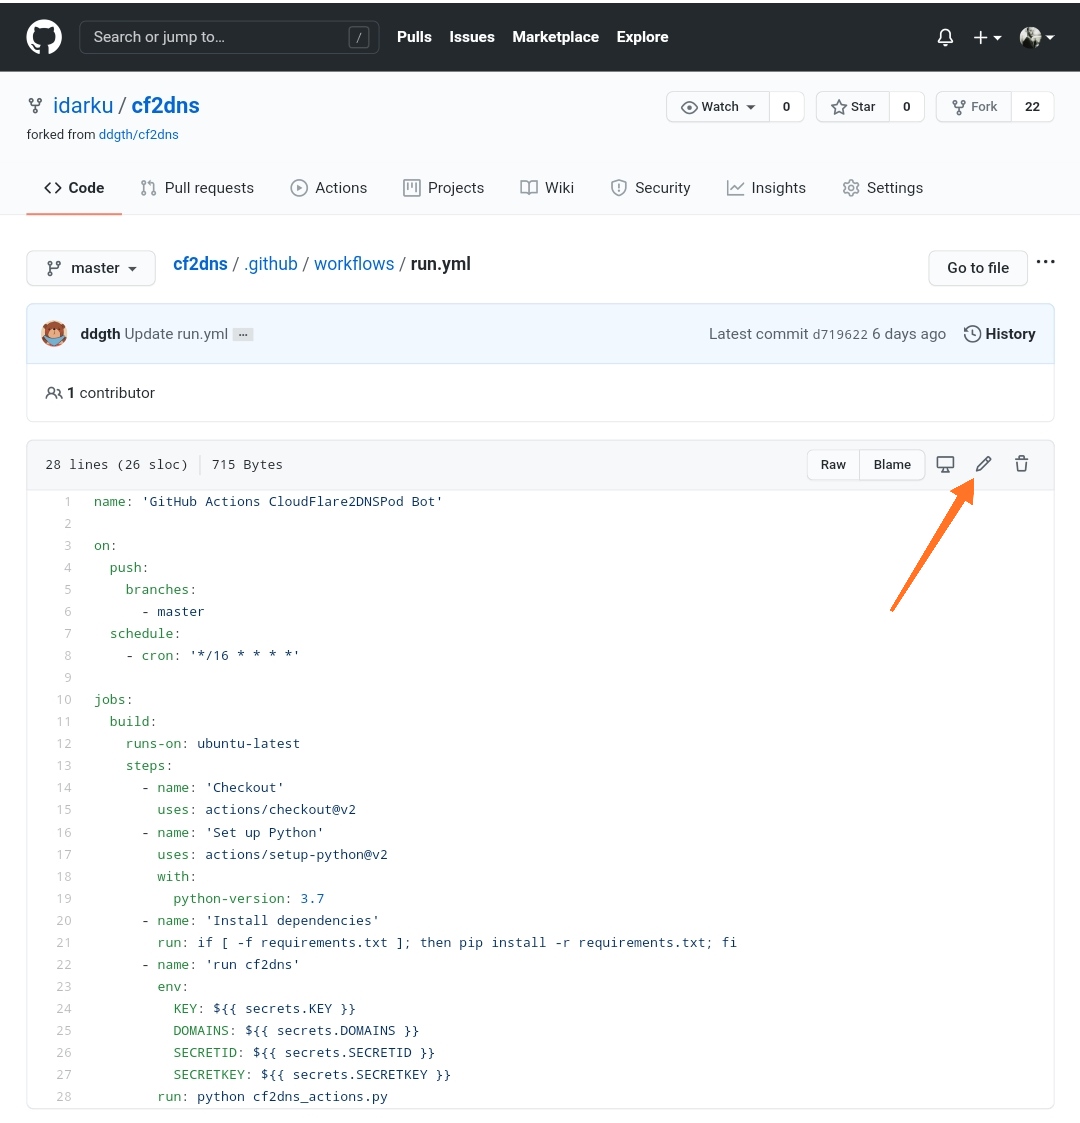 Search or jump to… / Pulls Issues Marketplace Explore
idarku / cf2dns Watch 0 Star 0 Fork 22
forked from ddgth/cf2dns
Code Pull requests Actions Projects Wiki Security Insights Settings
master cf2dns / .github / workflows / run.yml Go to file ...
ddgth Update run.yml ... Latest commit d719622 6 days ago History
1 contributor
28 lines (26 sloc) 715 Bytes Raw Blame
1 name: 'GitHub Actions CloudFlare2DNSPod Bot'
2
3 on:
4 push:
5 branches:
6 - master
7 schedule:
8 - cron: '*/16 * * * *'
9
10 jobs:
11 build:
12 runs-on: ubuntu-latest
13 steps:
14 - name: 'Checkout'
15 uses: actions/checkout@v2
16 - name: 'Set up Python'
17 uses: actions/setup-python@v2
18 with:
19 python-version: 3.7
20 - name: 'Install dependencies'
21 run: if [ -f requirements.txt ]; then pip install -r requirements.txt; fi
22 - name: 'run cf2dns'
23 env:
24 KEY: ${{ secrets.KEY }}
25 DOMAINS: ${{ secrets.DOMAINS }}
26 SECRETID: ${{ secrets.SECRETID }}
27 SECRETKEY: ${{ secrets.SECRETKEY }}
28 run: python cf2dns_actions.py